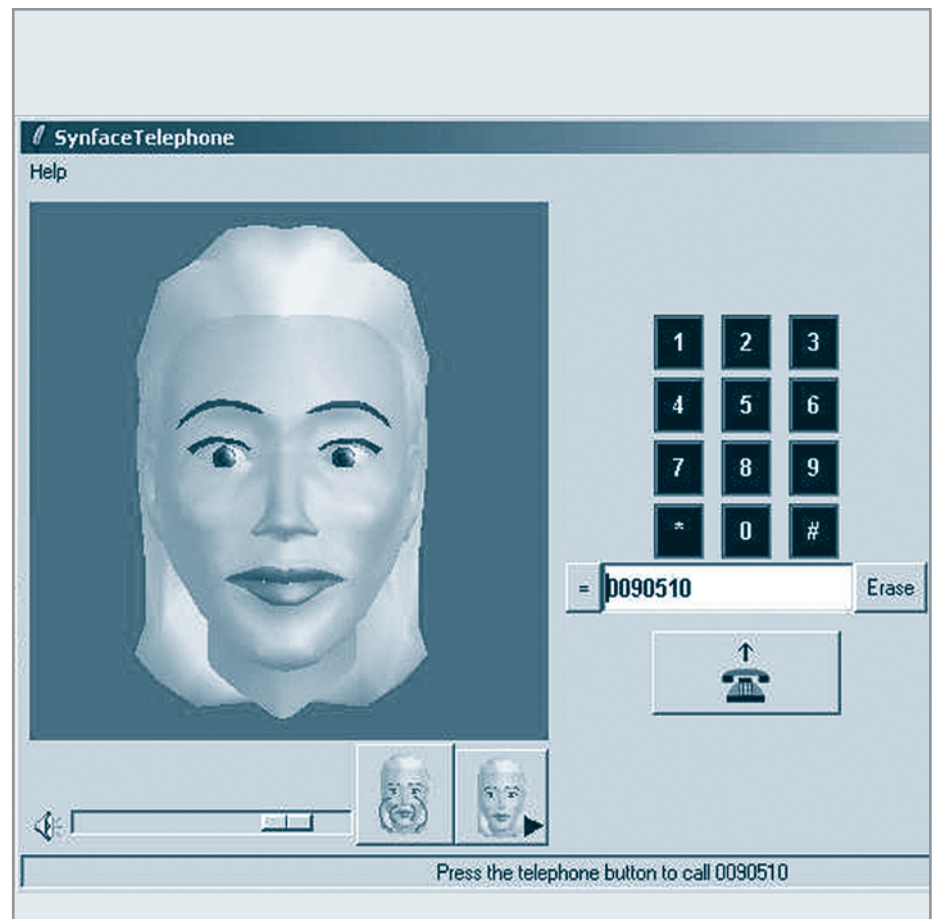 SynfaceTelephone
Help
1 2 3
4 5 6
7 8 9
* 0 #
= 0090510 Erase
Press the telephone button to call 0090510